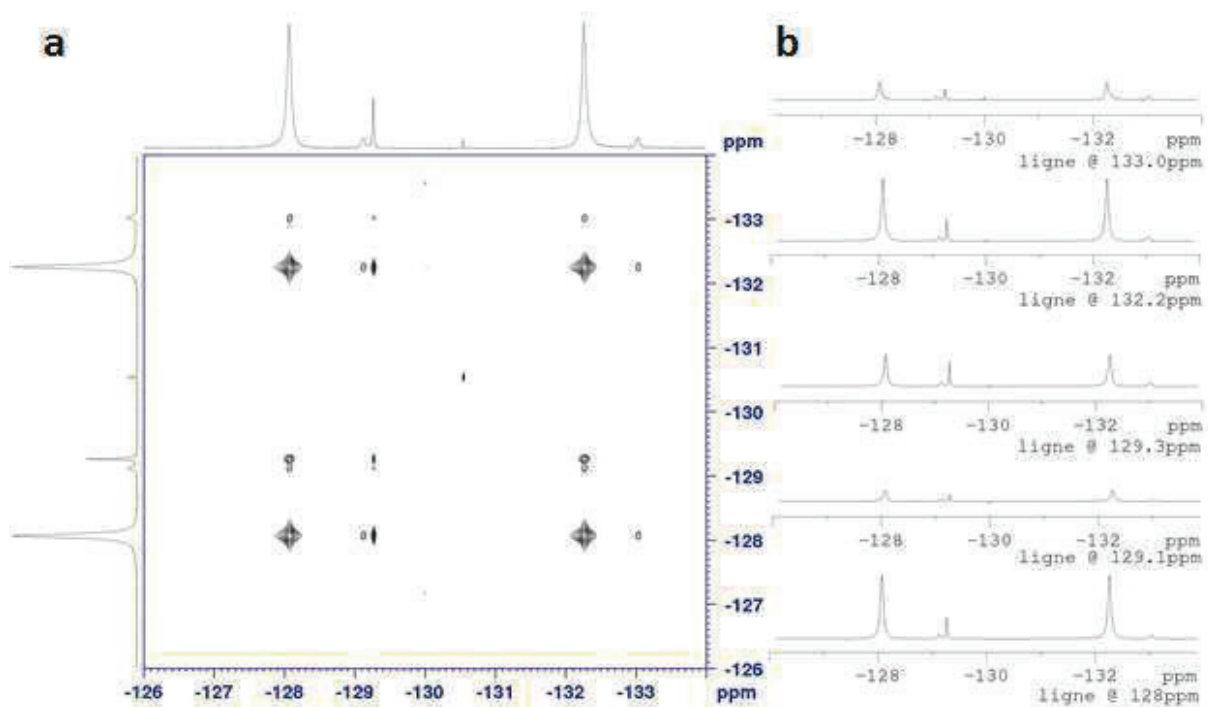 a
ppm
-133
-132
-131
-130
-129
-128
-127
-126
-126 -127 -128 -129 -130 -131 -132 -133 ppm
b
-128 -130 -132 ppm
ligne @ 133.0ppm
-128 -130 -132 ppm
ligne @ 132.2ppm
-128 -130 -132 ppm
ligne @ 129.3ppm
-128 -130 -132 ppm
ligne @ 129.1ppm
-128 -130 -132 ppm
ligne @ 128ppm